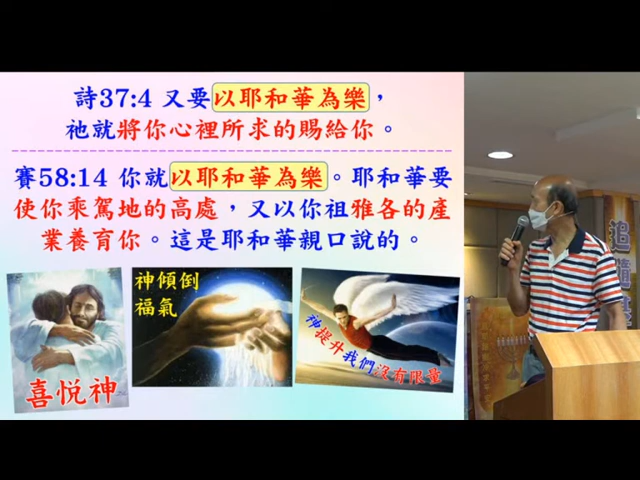 詩37:4 又要以耶和華為樂，
祂就將你心裡所求的賜給你。
賽58:14 你就以耶和華為樂。耶和華要
使你乘駕地的高處，又以你祖雅各的產
業養育你。這是耶和華親口說的。
喜悅神
神傾倒
福氣
神提升我們沒有限量
追隨